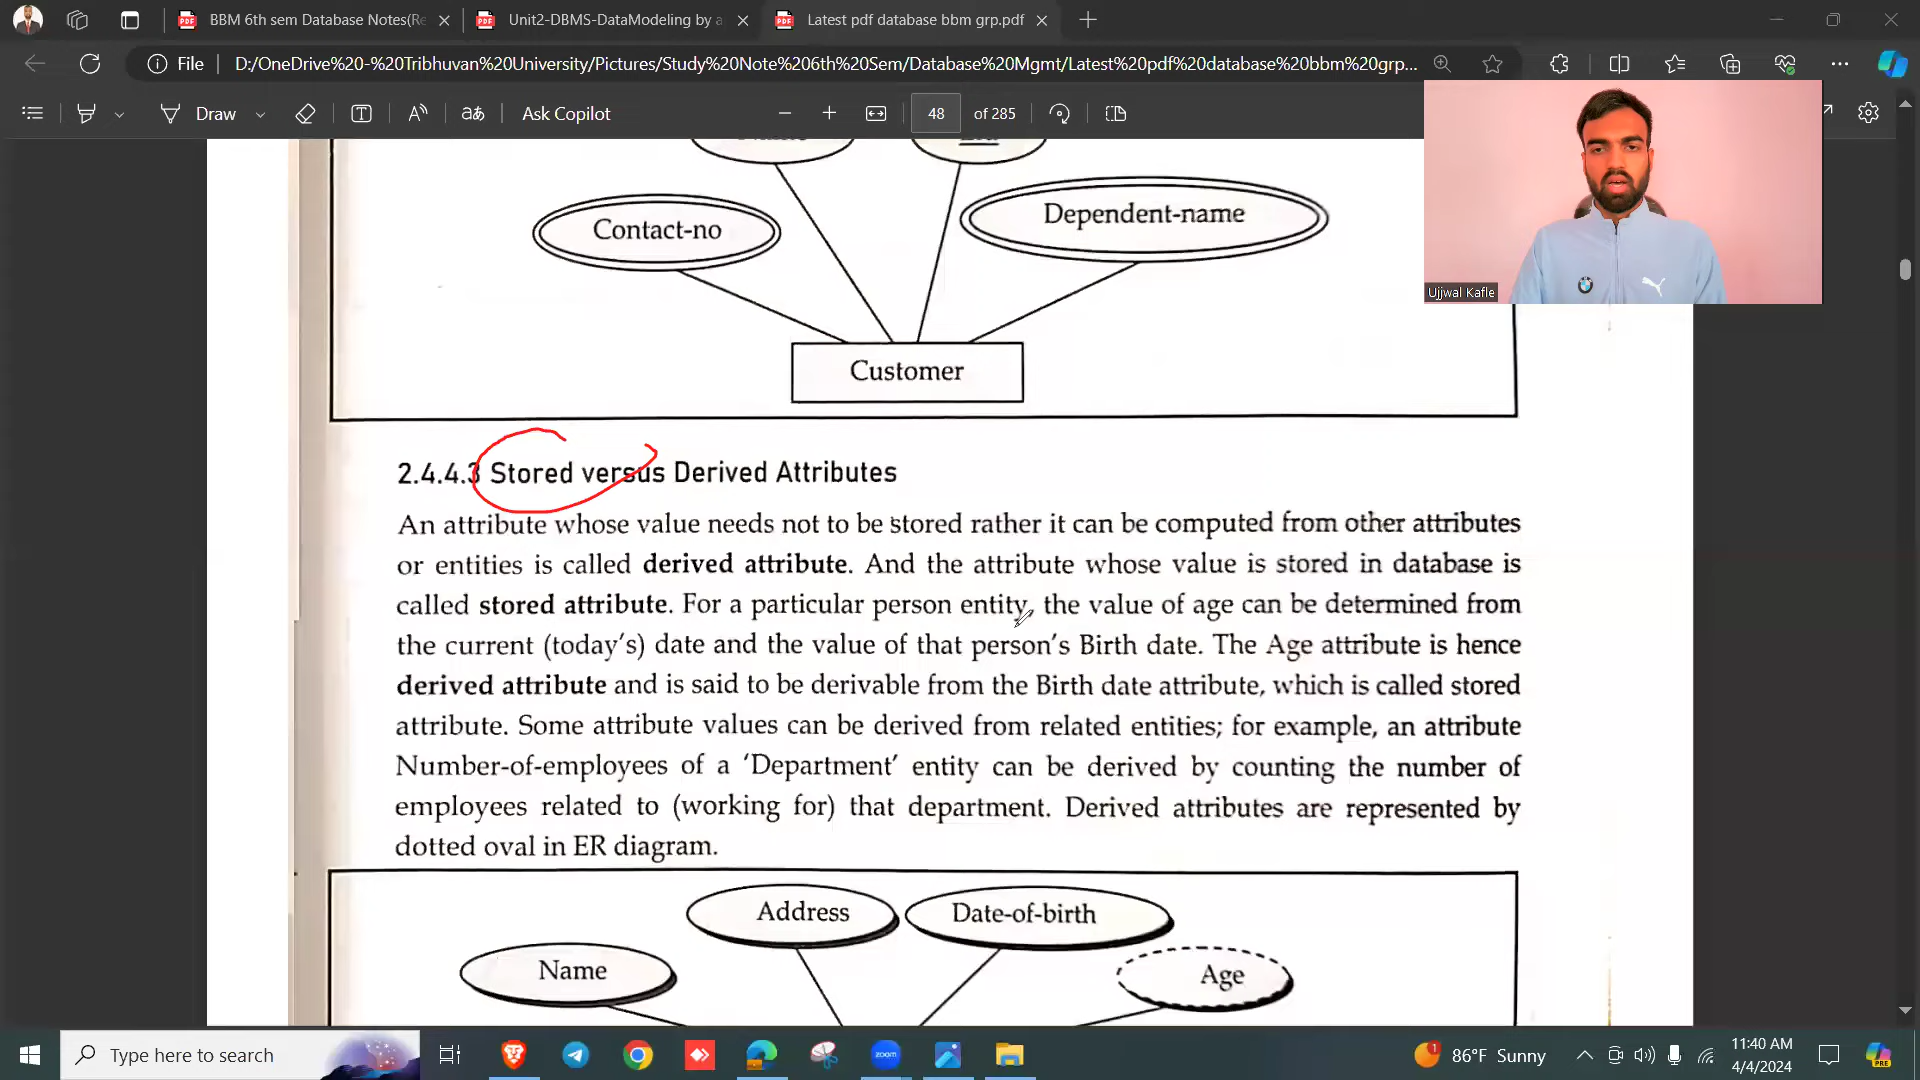 BBM 6th sem Database Notes(Re
Unit2-DBMS-DataModeling by a
Latest pdf database bbm grp.pdf
File
D:/OneDrive%20-%20Tribhuvan%20University/Pictures/Study%20Note%206th%20Sem/Database%20Mgmt/Latest%20pdf%20database%20bbm%20grp...
Draw
aあ
Ask Copilot
48
of 285
Contact-no
Dependent-name
Customer
Ujjwal Kafle
2.4.4.3 Stored versus Derived Attributes
An attribute whose value needs not to be stored rather it can be computed from other attributes
or entities is called derived attribute. And the attribute whose value is stored in database is
called stored attribute. For a particular person entity, the value of age can be determined from
the current (today's) date and the value of that person's Birth date. The Age attribute is hence
derived attribute and is said to be derivable from the Birth date attribute, which is called stored
attribute. Some attribute values can be derived from related entities; for example, an attribute
Number-of-employees of a 'Department' entity can be derived by counting the number of
employees related to (working for) that department. Derived attributes are represented by
dotted oval in ER diagram.
Address
Date-of-birth
Name
Age
Type here to search
zoom
1
86°F Sunny
11:40 AM
4/4/2024
PRE